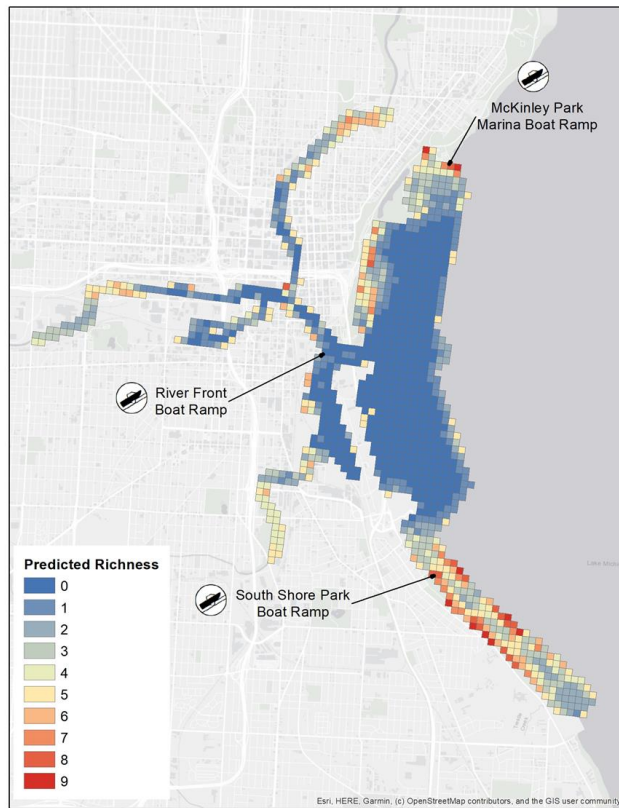 McKinley Park
Marina Boat Ramp
River Front
Boat Ramp
South Shore Park
Boat Ramp
Predicted Richness
0
1
2
3
4
5
6
7
8
9
Esri, HERE, Garmin, (c) OpenStreetMap contributors, and the GIS user community